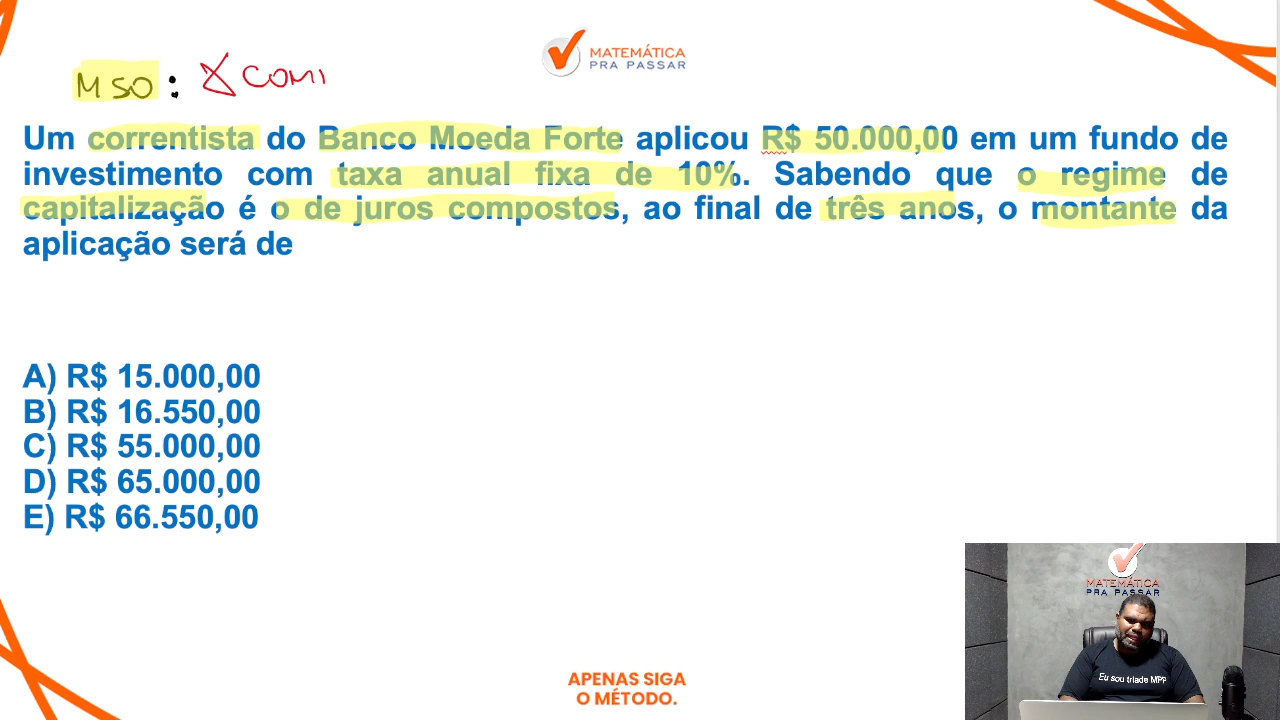 MATEMÁTICA
PRA PASSAR
MSO : COMI
Um correntista do Banco Moeda Forte aplicou R$ 50.000,00 em um fundo de
investimento com taxa anual fixa de 10%. Sabendo que o regime de
capitalização é o de juros compostos, ao final de três anos, o montante da
aplicação será de
A) R$ 15.000,00
B) R$ 16.550,00
C) R$ 55.000,00
D) R$ 65.000,00
E) R$ 66.550,00
MATEMÁTICA
PRA PASSAR
Eu sou triade MPP
APENAS SIGA
O MÉTODO.